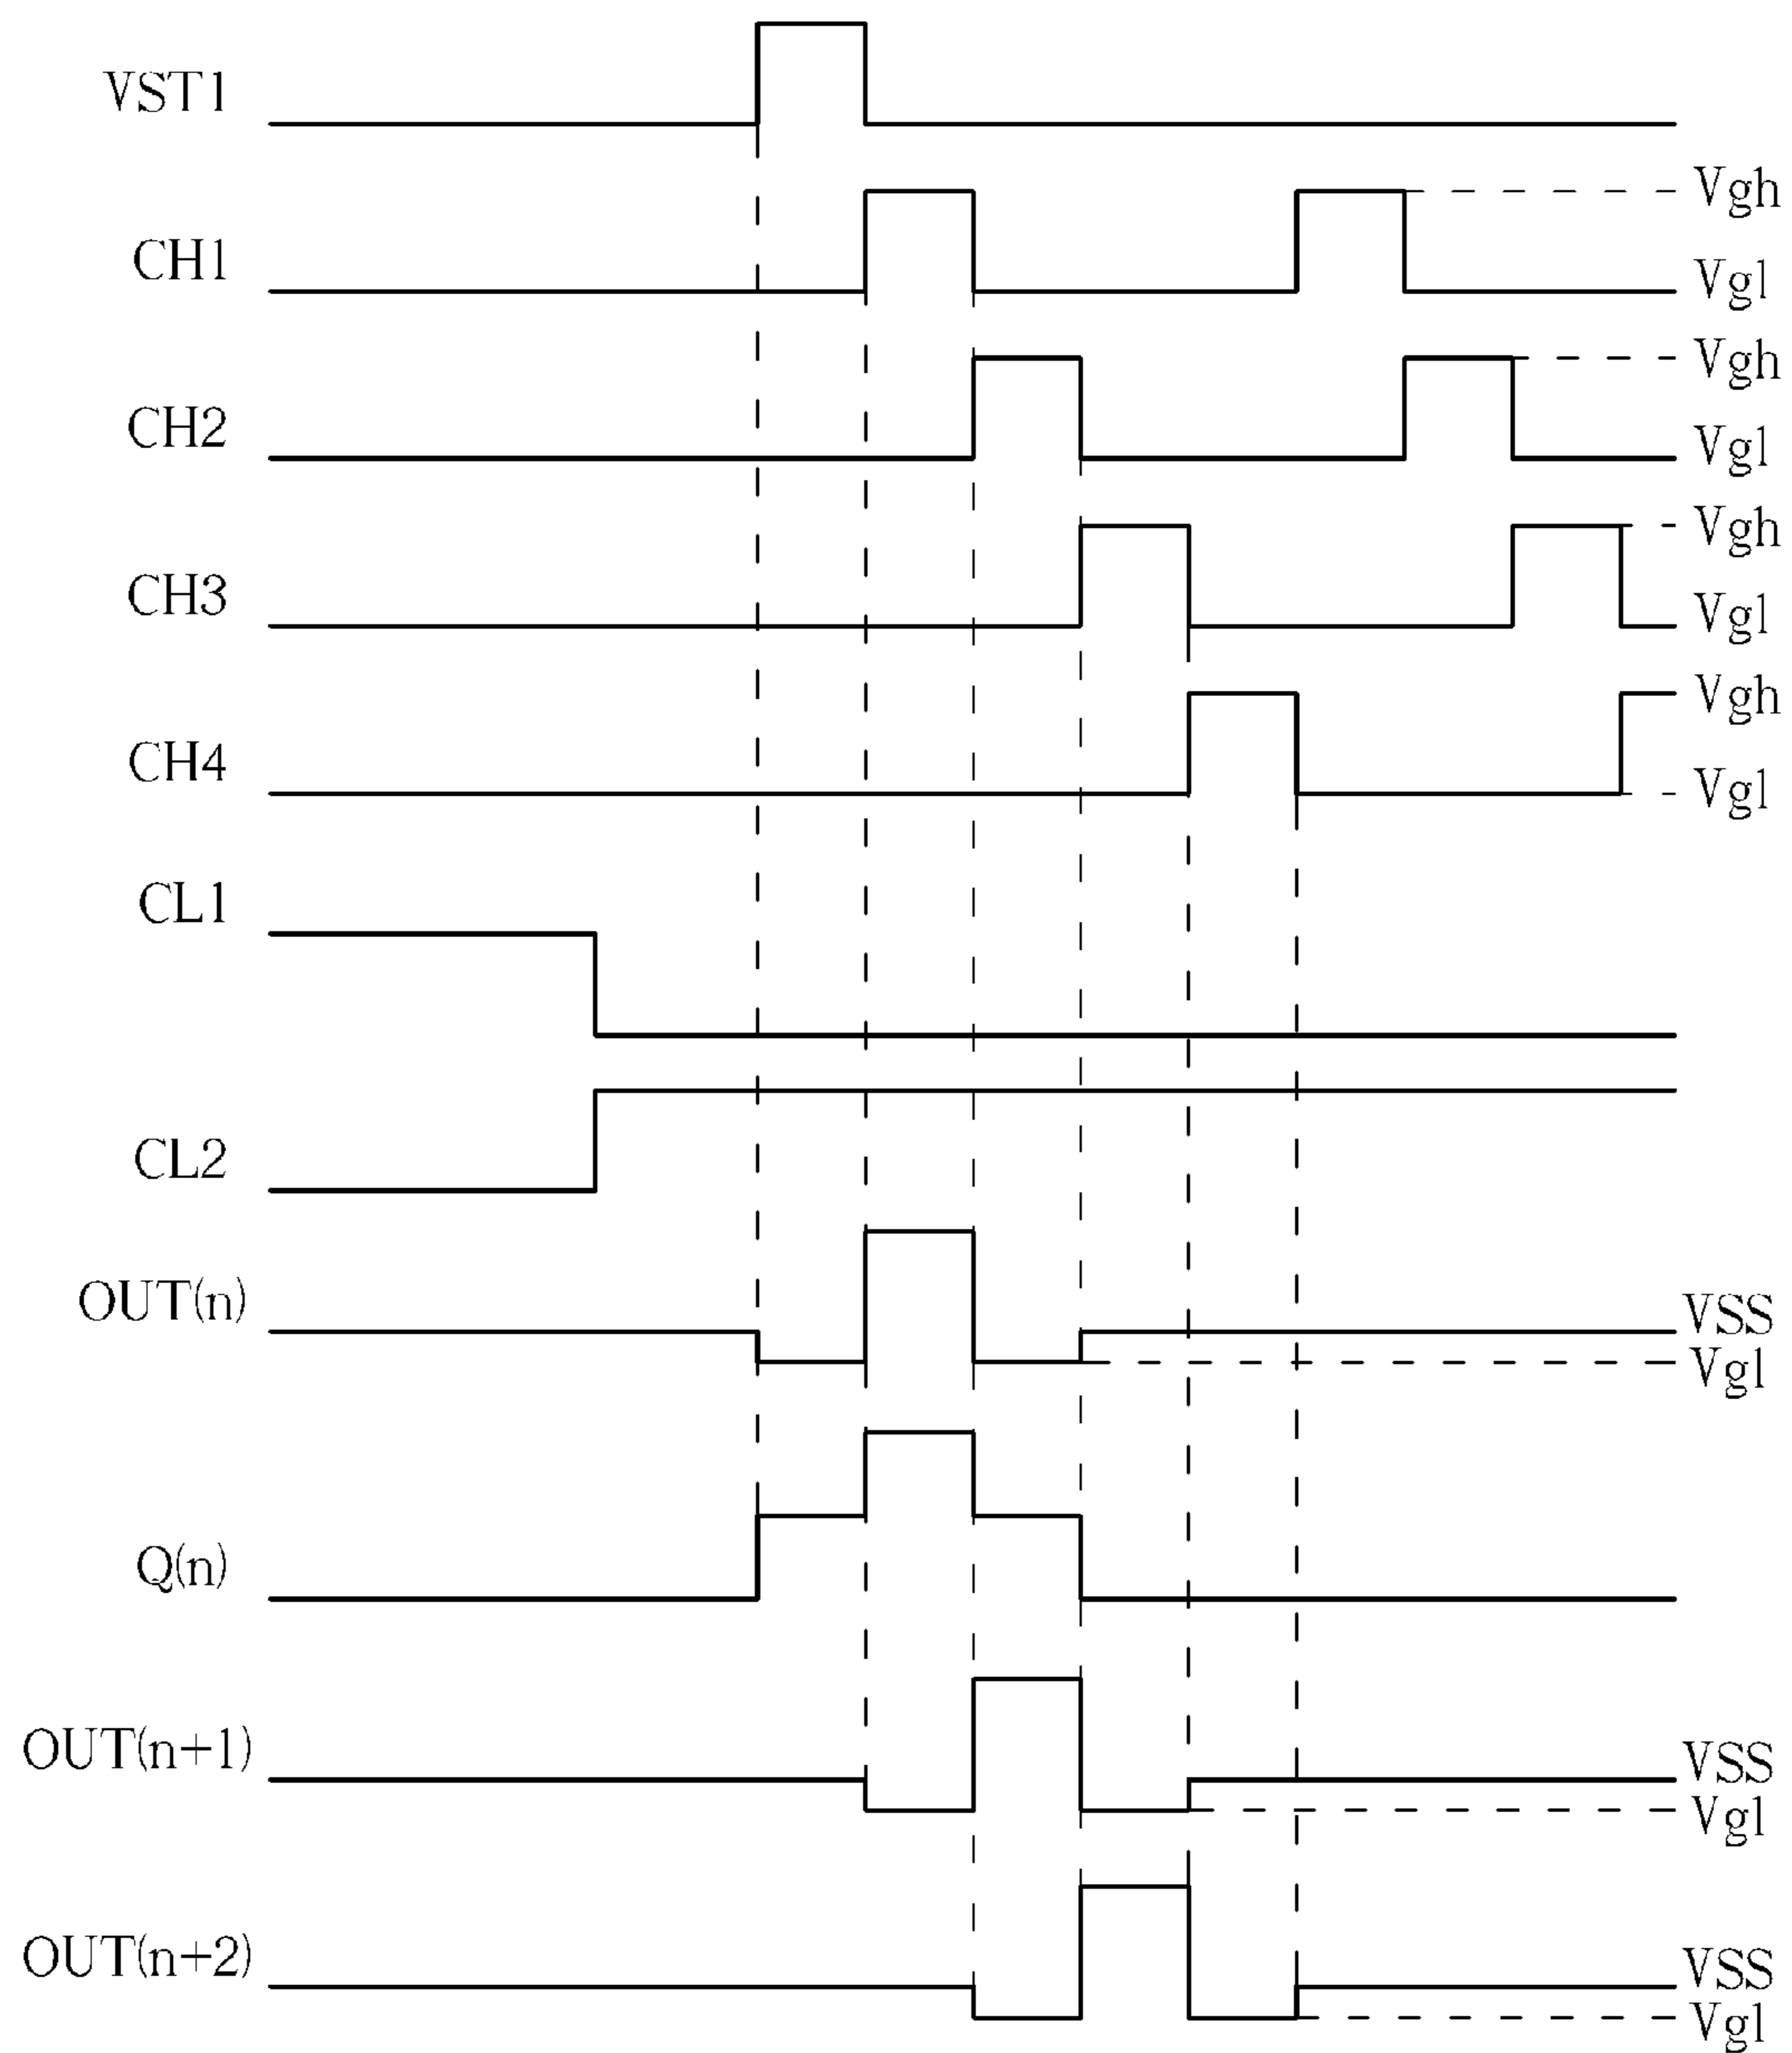 VST1
Vgh
CH1
Vgl
Vgh
CH2
Vgl
Vgh
CH3
Vgl
Vgh
CH4
Vgl
CL1
CL2
OUT(n)
VSS
Vgl
Q(n)
OUT(n+1)
VSS
Vgl
OUT(n+2)
VSS
Vgl